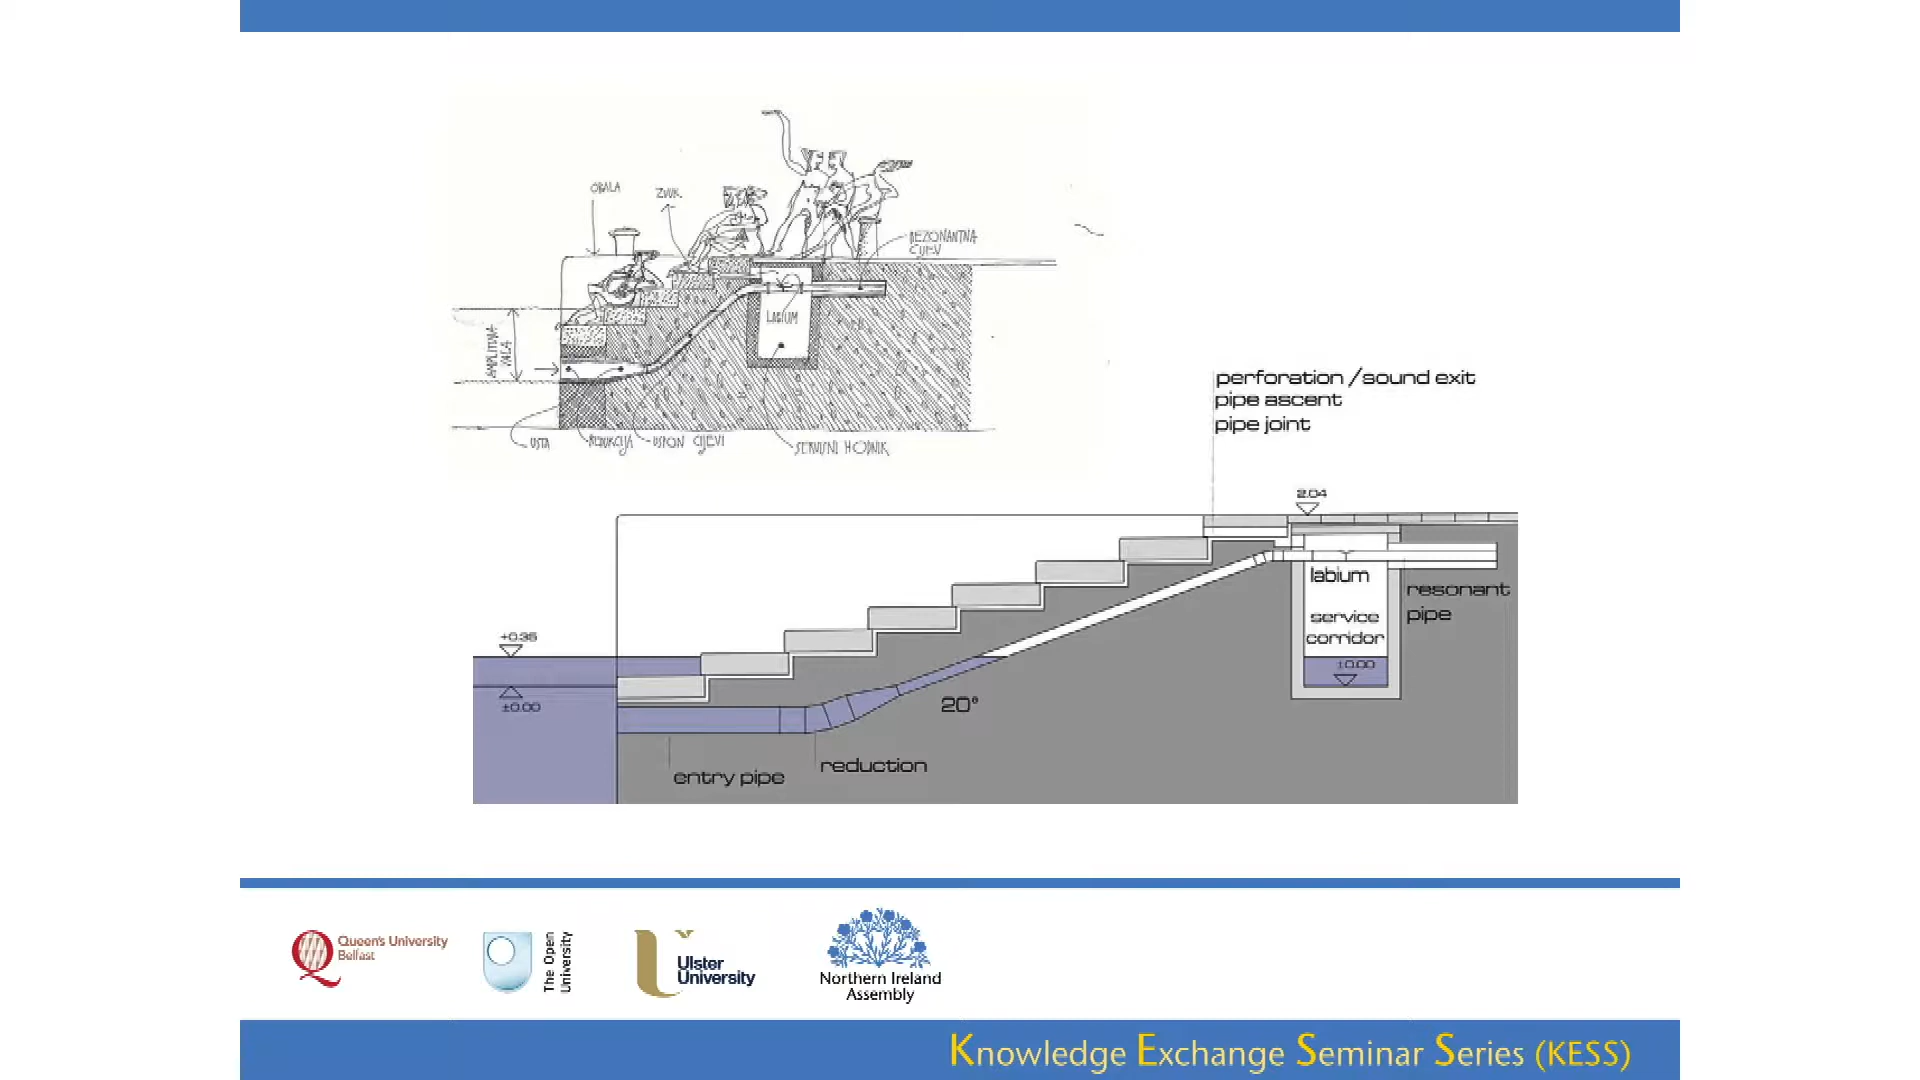 OBALA
ZVUK
REZONANTNA
CIJEV
LABIUM
AMPLITUDA
VALA
USTA
REDUKCIJA
USPON CIJEVI
SERVISNI HODNIK
perforation /sound exit
pipe ascent
pipe joint
2.04
labium
resonant
pipe
service
corridor
±0.00
+0.35
±0.00
20°
reduction
entry pipe
Queen's University
Belfast
The Open
University
Ulster
University
Northern Ireland
Assembly
Knowledge Exchange Seminar Series (KESS)